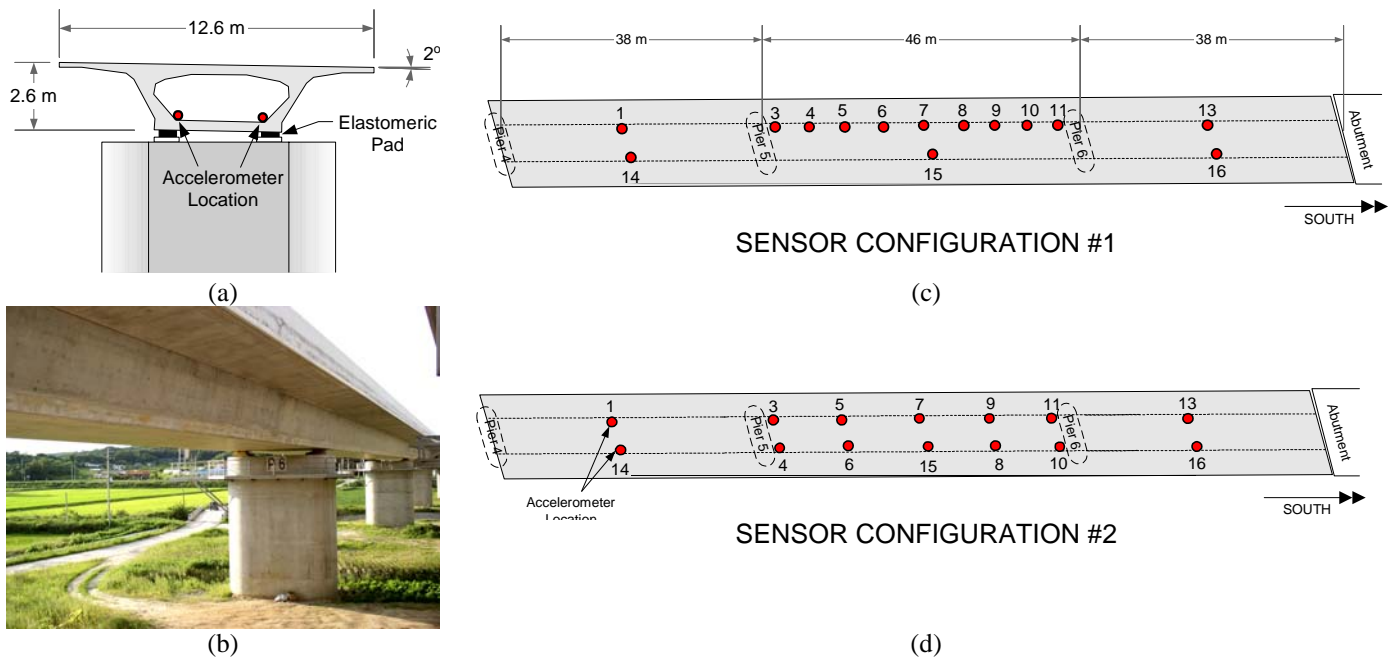 12.6 m
2º
2.6 m
Elastomeric
Pad
Accelerometer
Location
(a)
P 6
(b)
38 m
46 m
38 m
1
3
4
5
6
7
8
9
10
11
13
Pier 4
Pier 5
Pier 6
Abutment
14
15
16
SOUTH
SENSOR CONFIGURATION #1
(c)
1
3
5
7
9
11
13
Pier 4
Pier 5
Pier 6
Abutment
14
4
6
15
8
10
16
Accelerometer
Location
SOUTH
SENSOR CONFIGURATION #2
(d)